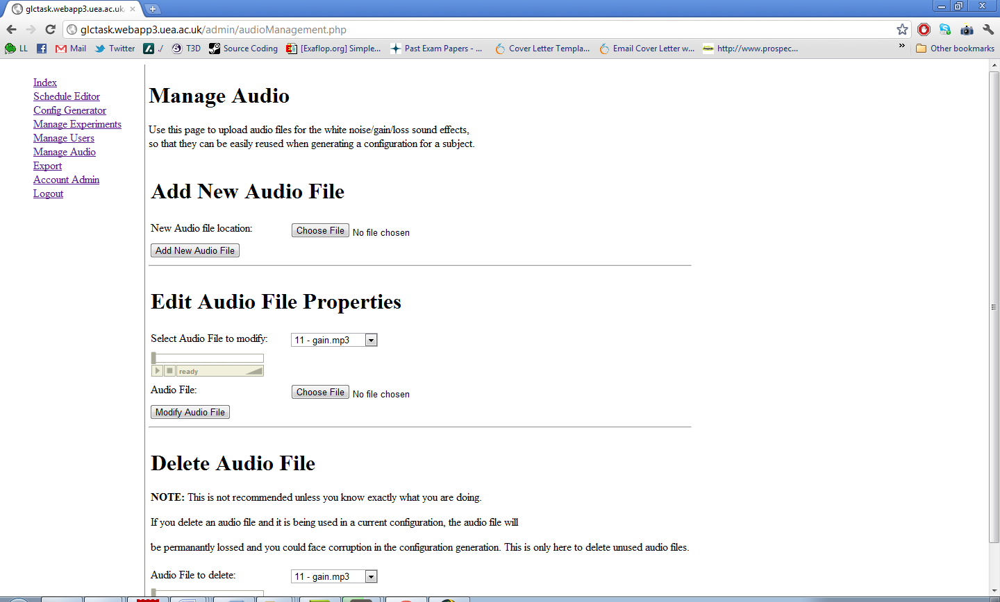 glctask.webapp3.uea.ac.uk/
glctask.webapp3.uea.ac.uk/admin/audioManagement.php
LL Mail Twitter ./ T3D Source Coding [Exaflop.org] Simple... Past Exam Papers - ... Cover Letter Templa... Email Cover Letter w... http://www.prospec... » Other bookmarks
Index
Schedule Editor
Config Generator
Manage Experiments
Manage Users
Manage Audio
Export
Account Admin
Logout
Manage Audio
Use this page to upload audio files for the white noise/gain/loss sound effects,
so that they can be easily reused when generating a configuration for a subject.
Add New Audio File
New Audio file location: Choose File No file chosen
Add New Audio File
Edit Audio File Properties
Select Audio File to modify: 11 - gain.mp3
ready
Audio File: Choose File No file chosen
Modify Audio File
Delete Audio File
NOTE: This is not recommended unless you know exactly what you are doing.
If you delete an audio file and it is being used in a current configuration, the audio file will
be permanantly lossed and you could face corruption in the configuration generation. This is only here to delete unused audio files.
Audio File to delete: 11 - gain.mp3